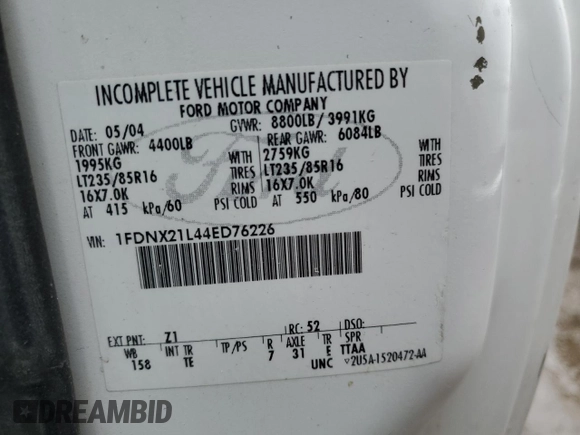 INCOMPLETE VEHICLE MANUFACTURED BY
FORD MOTOR COMPANY
DATE: 05/04 GVWR: 8800LB/ 3991KG
FRONT GAWR: 4400LB REAR GAWR: 6084LB
1995KG WITH 2759KG WITH
LT235/85R16 TIRES LT235/85R16 TIRES
16X7.0K RIMS 16X7.0K RIMS
AT 415 kPa/60 PSI COLD AT 550 kPa/80 PSI COLD
VIN: 1FDNX21L44ED76226
EXT PNT: Z1 RC: 52 DSO:
WB INT TR TP/PS R AXLE TR SPR
158 TE 7 31 E TTAA
UNC 2U5A-1520472-AA
DREAMBID